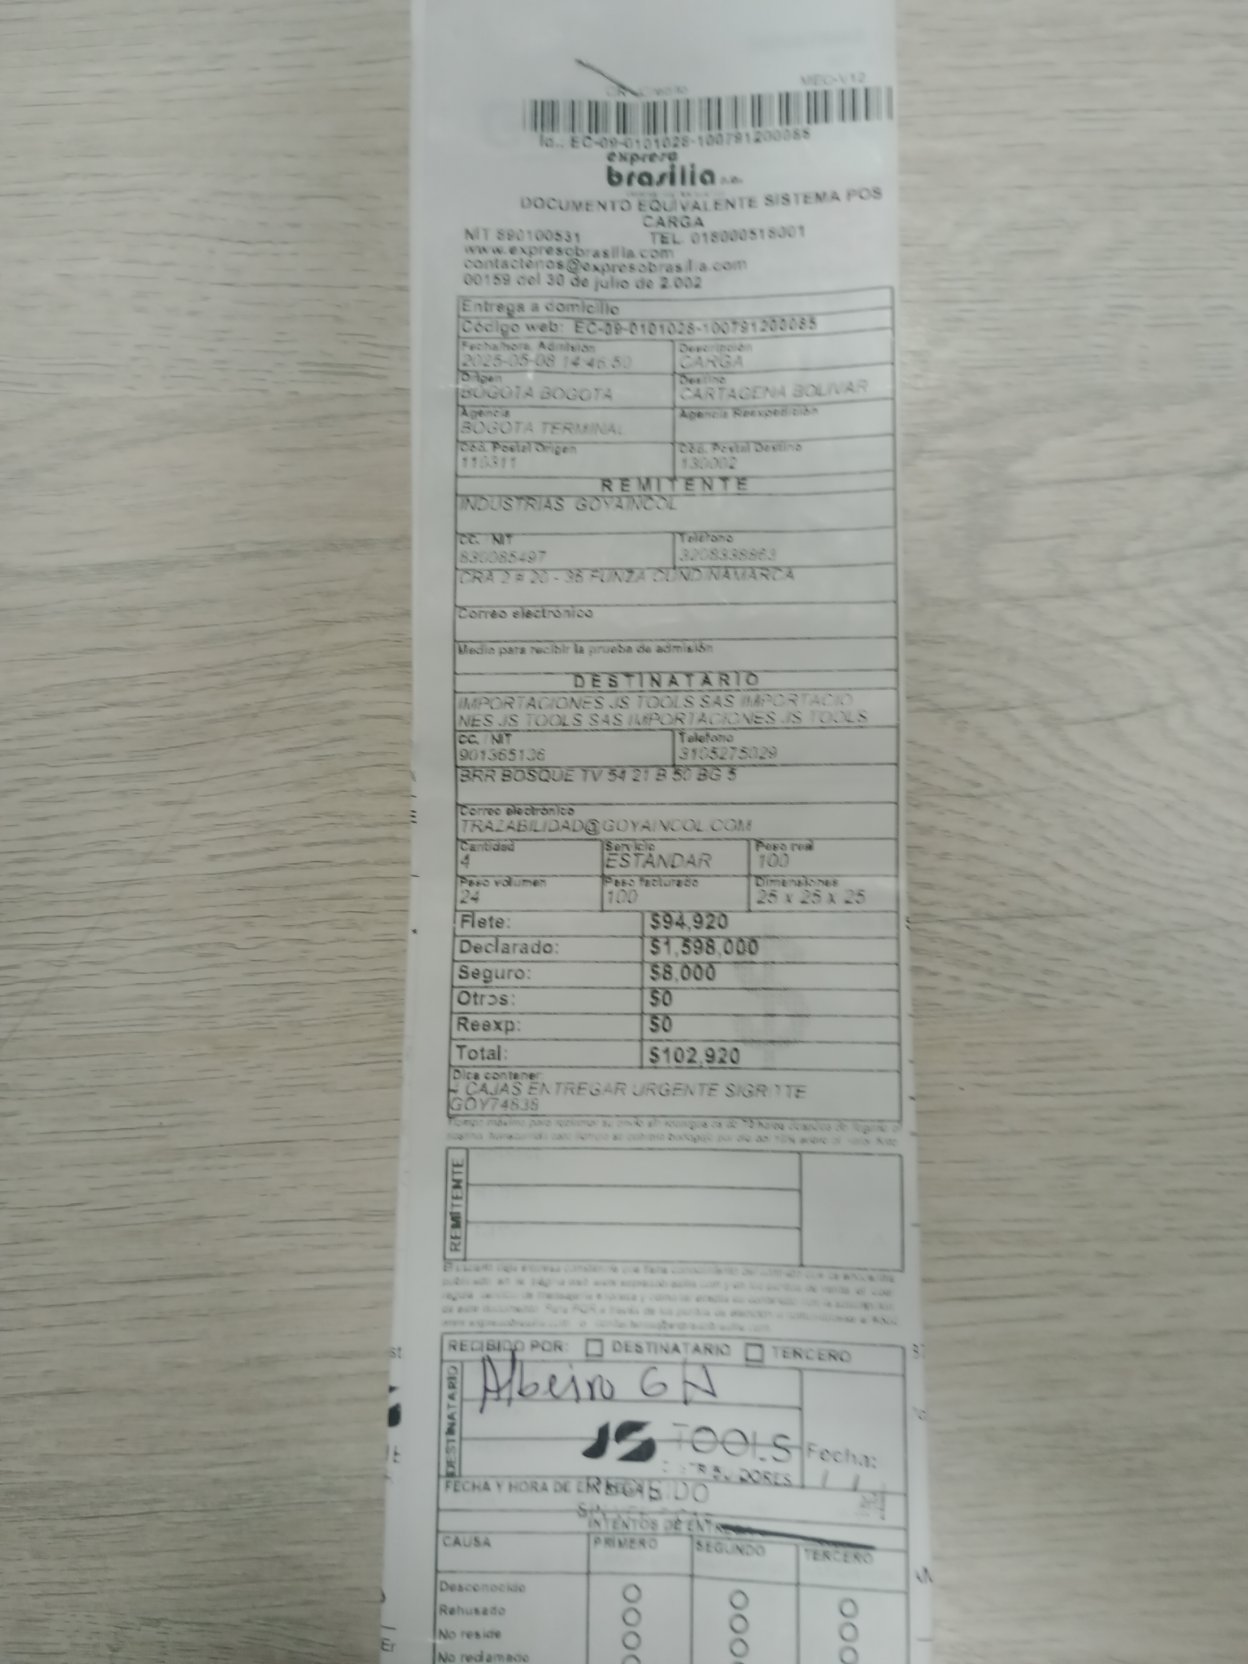 MEC-V12
Id.: EC-09-0101028-100791200085
expreso
brasilia s.a.
DOCUMENTO EQUIVALENTE SISTEMA POS
CARGA
NIT 890100531 TEL. 018000518001
www.expresobrasilia.com
contactenos@expresobrasilia.com
00159 del 30 de julio de 2.002
Entrega a domicilio
Código web: EC-09-0101028-100791200085
Fecha/hora Admisión Descripción
2025-05-08 14:46:50 CARGA
Origen Destino
BOGOTA BOGOTA CARTAGENA BOLIVAR
Agencia Agencia Reexpedición
BOGOTA TERMINAL
Cód. Postal Origen Cód. Postal Destino
110311 130002
REMITENTE
INDUSTRIAS GOYAINCOL
CC. / NIT Teléfono
830085497 3208338863
CRA 2 # 20 - 36 FUNZA CUNDINAMARCA
Correo electrónico
Medio para recibir la prueba de admisión
DESTINATARIO
IMPORTACIONES JS TOOLS SAS IMPORTACIO
NES JS TOOLS SAS IMPORTACIONES JS TOOLS
CC. / NIT Teléfono
901365136 3105275029
BRR BOSQUE TV 54 21 B 50 BG 5
Correo electrónico
TRAZABILIDAD@GOYAINCOL.COM
Cantidad Servicio Peso real
4 ESTANDAR 100
Peso volumen Peso facturado Dimensiones
24 100 25 x 25 x 25
Flete: $94,920
Declarado: $1,598,000
Seguro: $8,000
Otros: $0
Reexp: $0
Total: $102,920
Dice contener
4 CAJAS ENTREGAR URGENTE SIGRITTE
GOY74838
REMITENTE
RECIBIDO POR: DESTINATARIO TERCERO
DESTINATARIO
Albeiro G N
JS TOOLS
DISTRIBUIDORES
Fecha:
FECHA Y HORA DE ENTREGA
RECIBIDO
INTENTOS DE ENTREGA
CAUSA PRIMERO SEGUNDO TERCERO
Desconocido
Rehusado
No reside
No reclamado